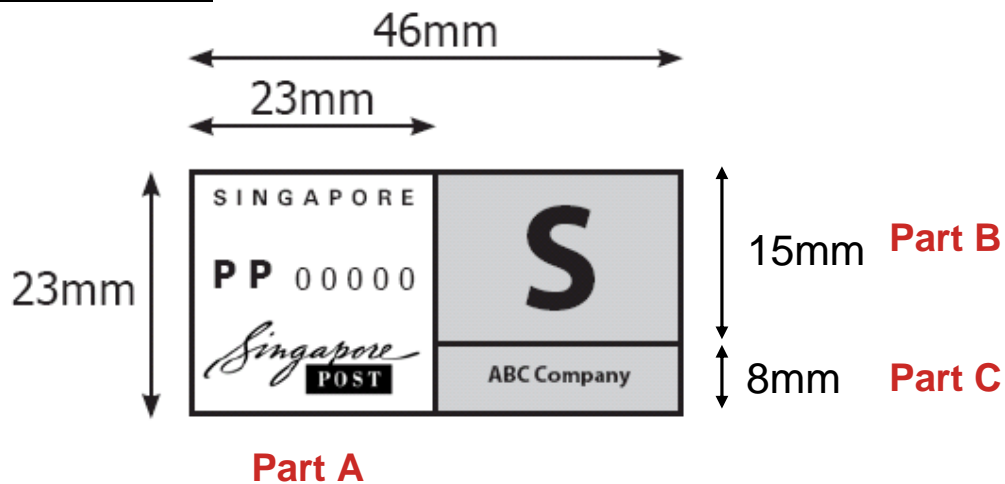 46mm
23mm
SINGAPORE
PP 00000
Singapore
POST
23mm
S
ABC Company
15mm
Part B
8mm
Part C
Part A